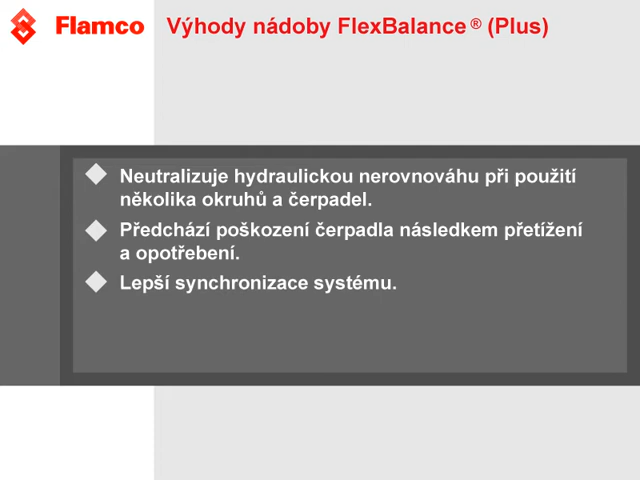 Flamco
Výhody nádoby FlexBalance ® (Plus)
Neutralizuje hydraulickou nerovnováhu při použití
několika okruhů a čerpadel.
Předchází poškození čerpadla následkem přetížení
a opotřebení.
Lepší synchronizace systému.